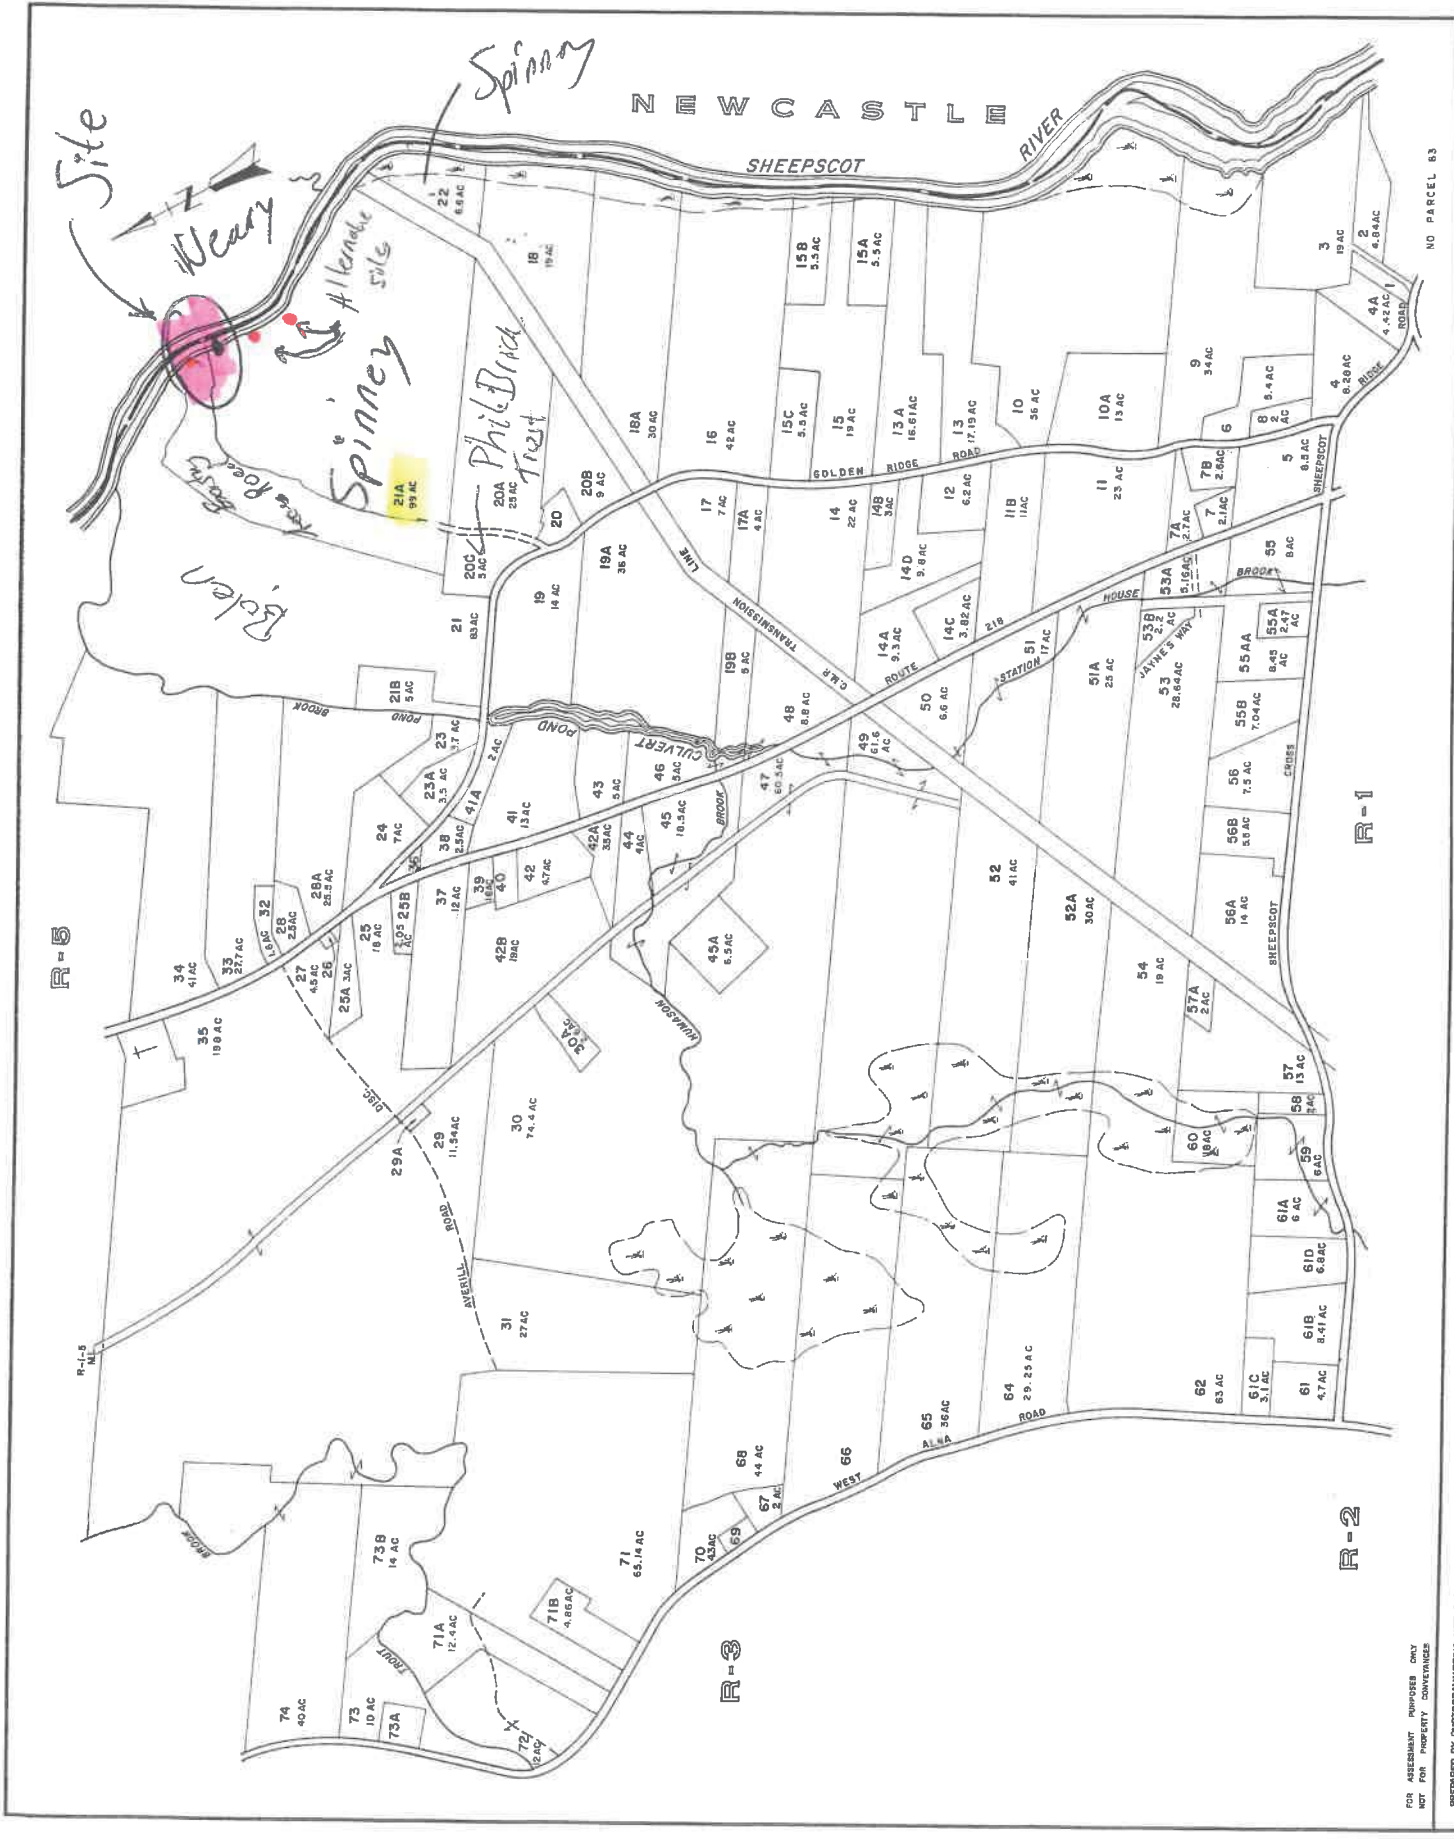 Site
Spinney
NEWCASTLE
N
Neary
SHEEPSCOT
RIVER
Alternate
Site
Spinney
22
6.6 AC
18
19 AC
21A
99 AC
Phil Brick
Trust
20A
25 AC
18A
30 AC
16
42 AC
15B
5.5 AC
15A
5.5 AC
15C
5.5 AC
15
19 AC
13A
16.61 AC
13
17.19 AC
10
56 AC
10A
13 AC
9
34 AC
6
5.4 AC
8
2
AC
3
19 AC
2
4.84 AC
1
4A
4.42 AC
ROAD
4
8.28 AC
RIDGE
NO PARCEL 63
GOLDEN RIDGE ROAD
20B
9 AC
20
20C
5 AC
19A
36 AC
19
14 AC
21
83 AC
17
7 AC
17A
4 AC
14
22 AC
14B
3 AC
12
6.2 AC
11B
11 AC
11
23 AC
7B
2.6 AC
7A
2.7 AC
7
2.1 AC
5
8.5 AC
SHEEPSCOT
14D
9.8 AC
14A
9.3 AC
14C
3.82 AC
19B
5 AC
C.M.P. TRANSMISSION LINE
ROUTE 218
STATION HOUSE BROOK
53A
5.16 AC
53B
2.2
AC
JAYNE'S WAY
53
28.64 AC
55
8 AC
55A
2.47
AC
55AA
8.45
AC
55B
7.04 AC
51
17 AC
51A
25 AC
50
6.6 AC
48
8.8 AC
49
61.6
AC
47
60.5 AC
21B
5 AC
POND BROOK
23
3.7 AC
23A
3.5 AC
2 AC
41A
CULVERT POND
46
5 AC
43
5 AC
41
13 AC
38
2.5 AC
36
24
7 AC
42A
35 AC
44
4 AC
45
18.5 AC
BROOK
45A
6.5 AC
HUMASON
42
4.7 AC
40
39
37
12 AC
42B
19 AC
25B
25
18 AC
25A 3 AC
26
27
4.5 AC
28A
25.5 AC
28
2.5 AC
32
1.6 AC
33
27.7 AC
34
41 AC
35
198 AC
R-5
52
41 AC
52A
30 AC
54
19 AC
56
7.5 AC
56B
5.5 AC
56A
14 AC
57A
2 AC
57
13 AC
58
2 AC
59
6 AC
60
18 AC
61A
6 AC
61D
6.8 AC
61B
8.41 AC
61C
3.1 AC
61
4.7 AC
62
63 AC
64
29.25 AC
65
36 AC
66
67
2 AC
68
44 AC
69
70
43 AC
SHEEPSCOT CROSS
R-1
R-2
R-3
WEST ALNA ROAD
DISC.
AVERILL ROAD
29A
29
11.54 AC
30
74.4 AC
30A
31
27 AC
71
65.14 AC
71B
4.86 AC
71A
12.4 AC
72
12 AC
73
10 AC
73A
73B
14 AC
74
40 AC
TROUT BROOK
FOR ASSESSMENT PURPOSES ONLY
NOT FOR PROPERTY CONVEYANCES